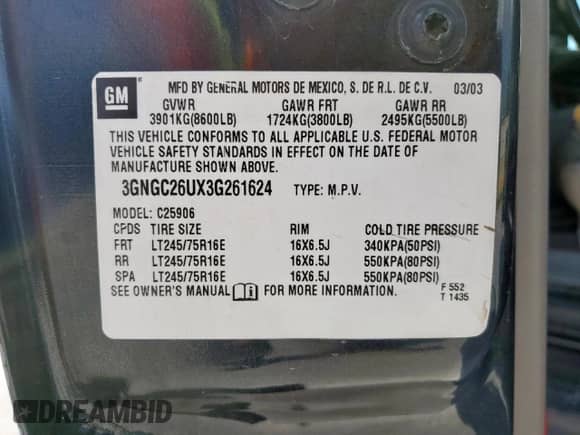 GM
MFD BY GENERAL MOTORS DE MEXICO, S. DE R.L. DE C.V. 03/03
GVWR GAWR FRT GAWR RR
3901KG(8600LB) 1724KG(3800LB) 2495KG(5500LB)
THIS VEHICLE CONFORMS TO ALL APPLICABLE U.S. FEDERAL MOTOR
VEHICLE SAFETY STANDARDS IN EFFECT ON THE DATE OF
MANUFACTURE SHOWN ABOVE.
3GNGC26UX3G261624 TYPE: M.P.V.
MODEL: C25906
CPDS TIRE SIZE RIM COLD TIRE PRESSURE
FRT LT245/75R16E 16X6.5J 340KPA(50PSI)
RR LT245/75R16E 16X6.5J 550KPA(80PSI)
SPA LT245/75R16E 16X6.5J 550KPA(80PSI)
SEE OWNER'S MANUAL FOR MORE INFORMATION. F 552
T 1435
DREAMBID